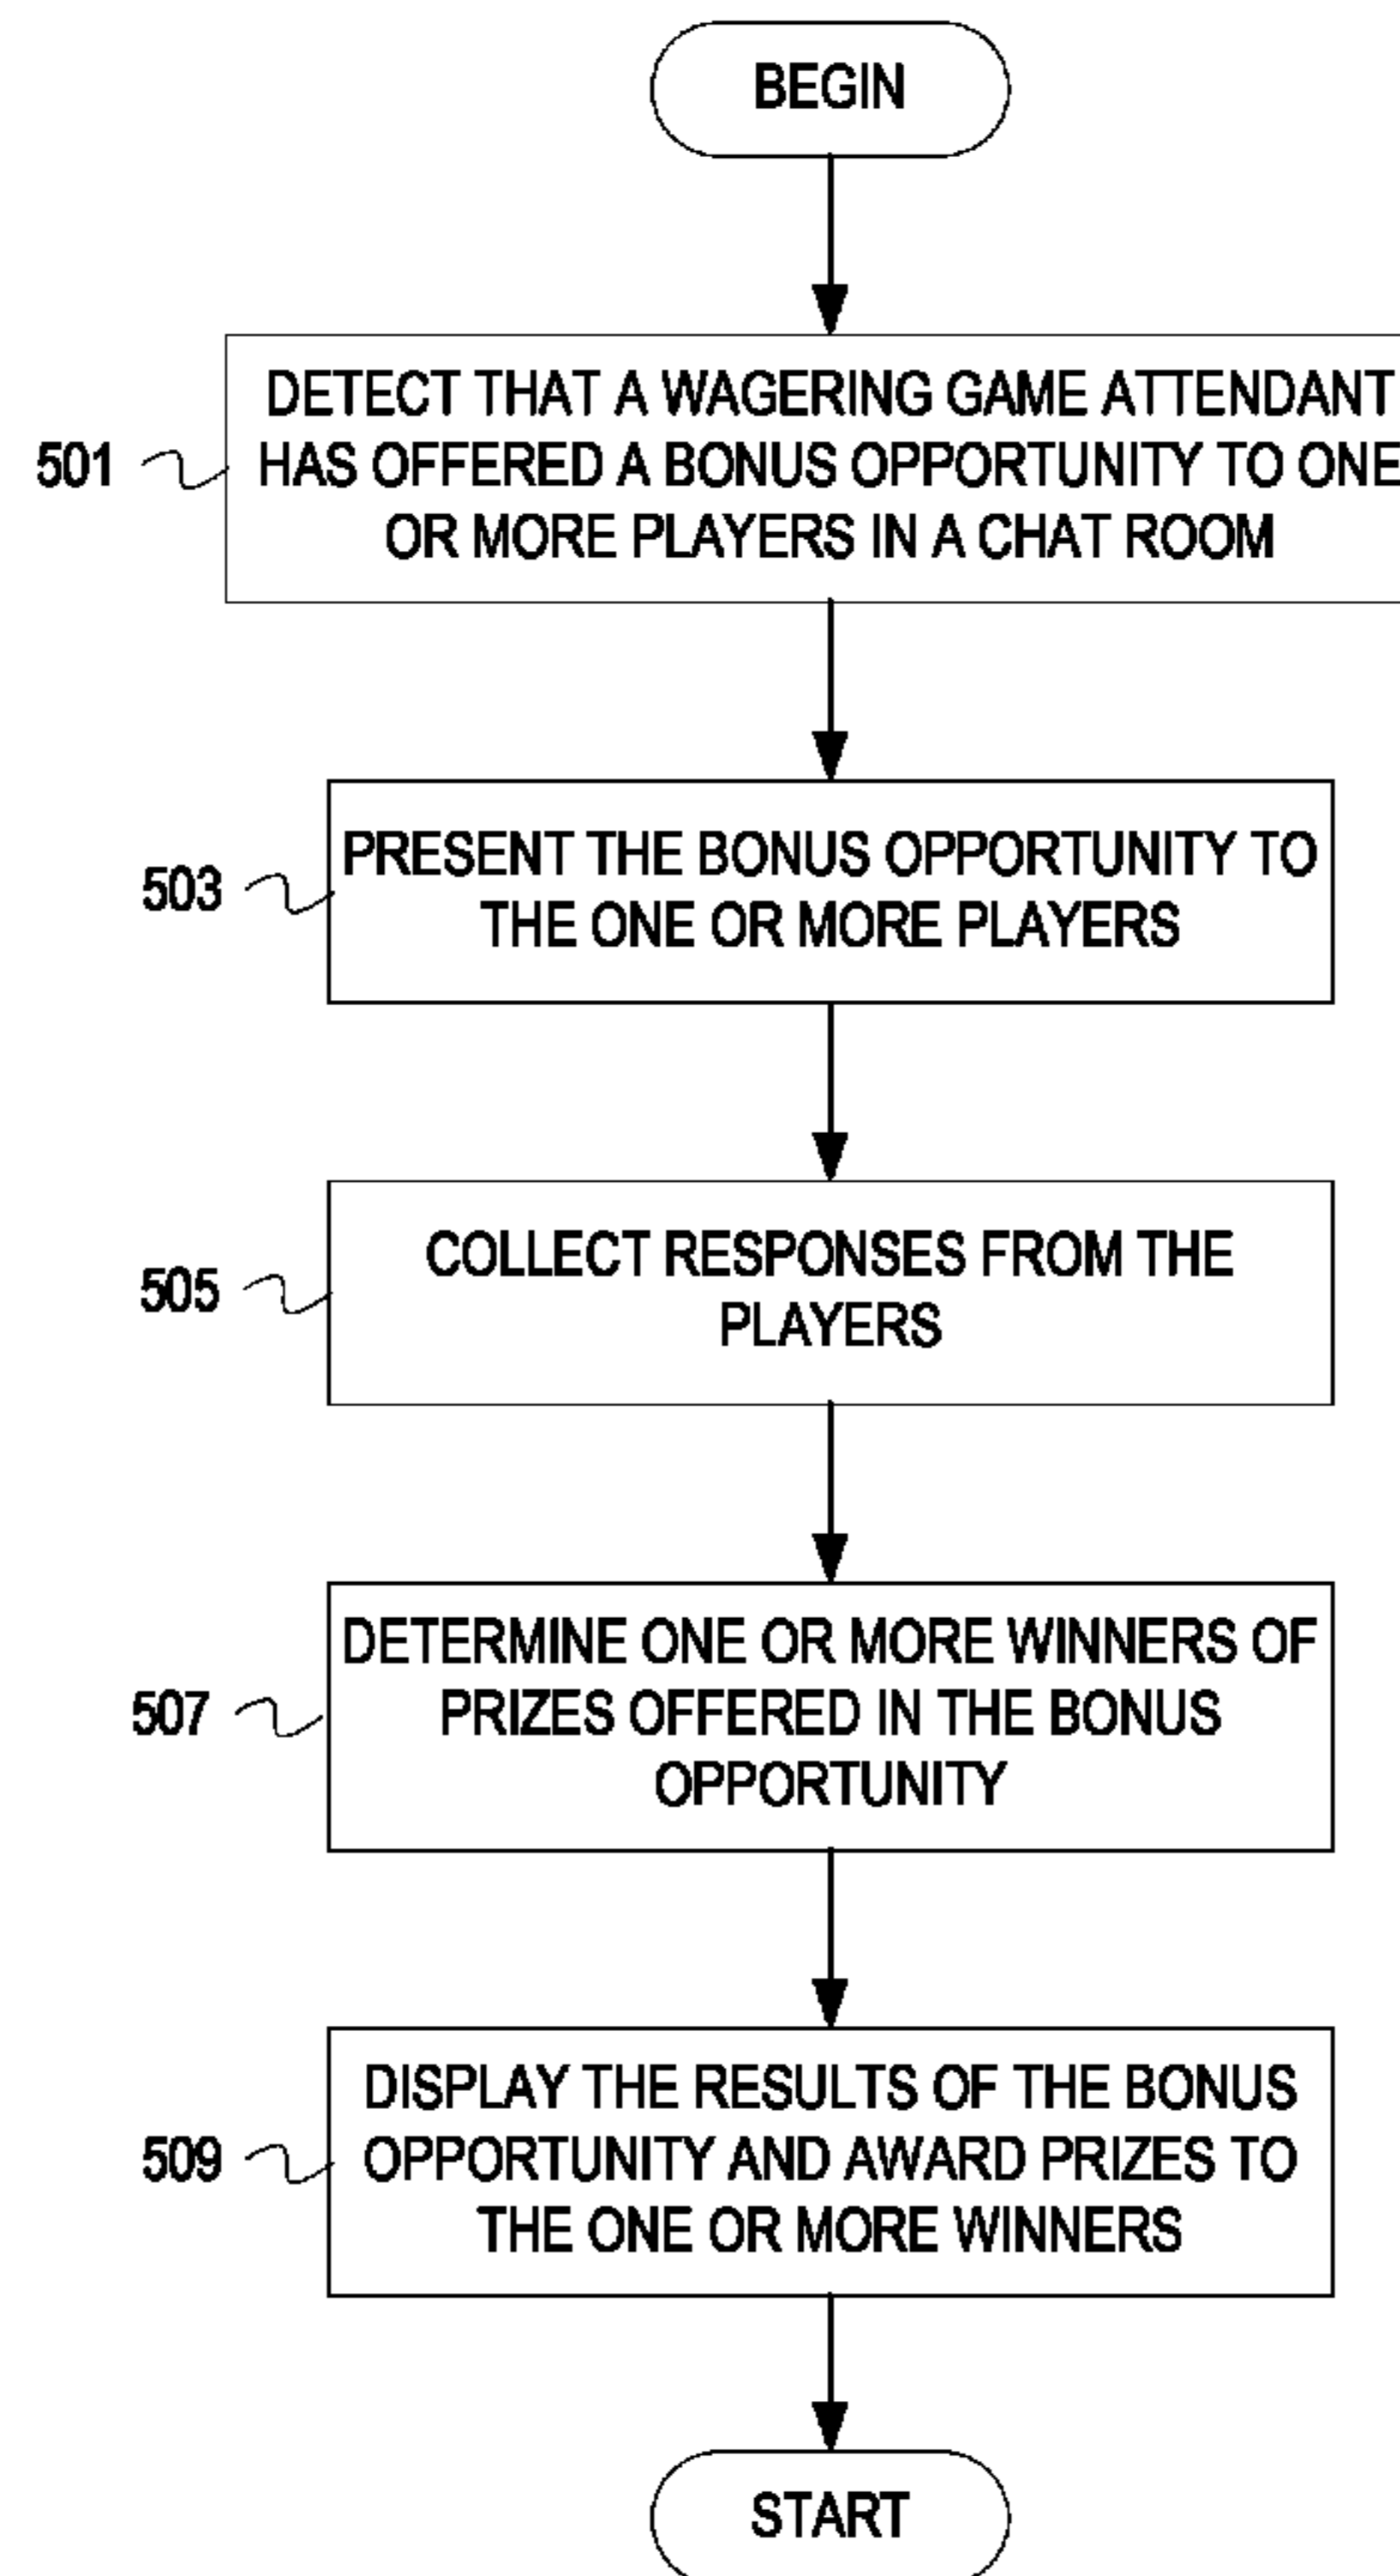 BEGIN
DETECT THAT A WAGERING GAME ATTENDANT
501
HAS OFFERED A BONUS OPPORTUNITY TO ONE
OR MORE PLAYERS IN A CHAT ROOM
PRESENT THE BONUS OPPORTUNITY TO
503
THE ONE OR MORE PLAYERS
COLLECT RESPONSES FROM THE
505
PLAYERS
DETERMINE ONE OR MORE WINNERS OF
507
PRIZES OFFERED IN THE BONUS
OPPORTUNITY
DISPLAY THE RESULTS OF THE BONUS
509
OPPORTUNITY AND AWARD PRIZES TO
THE ONE OR MORE WINNERS
START